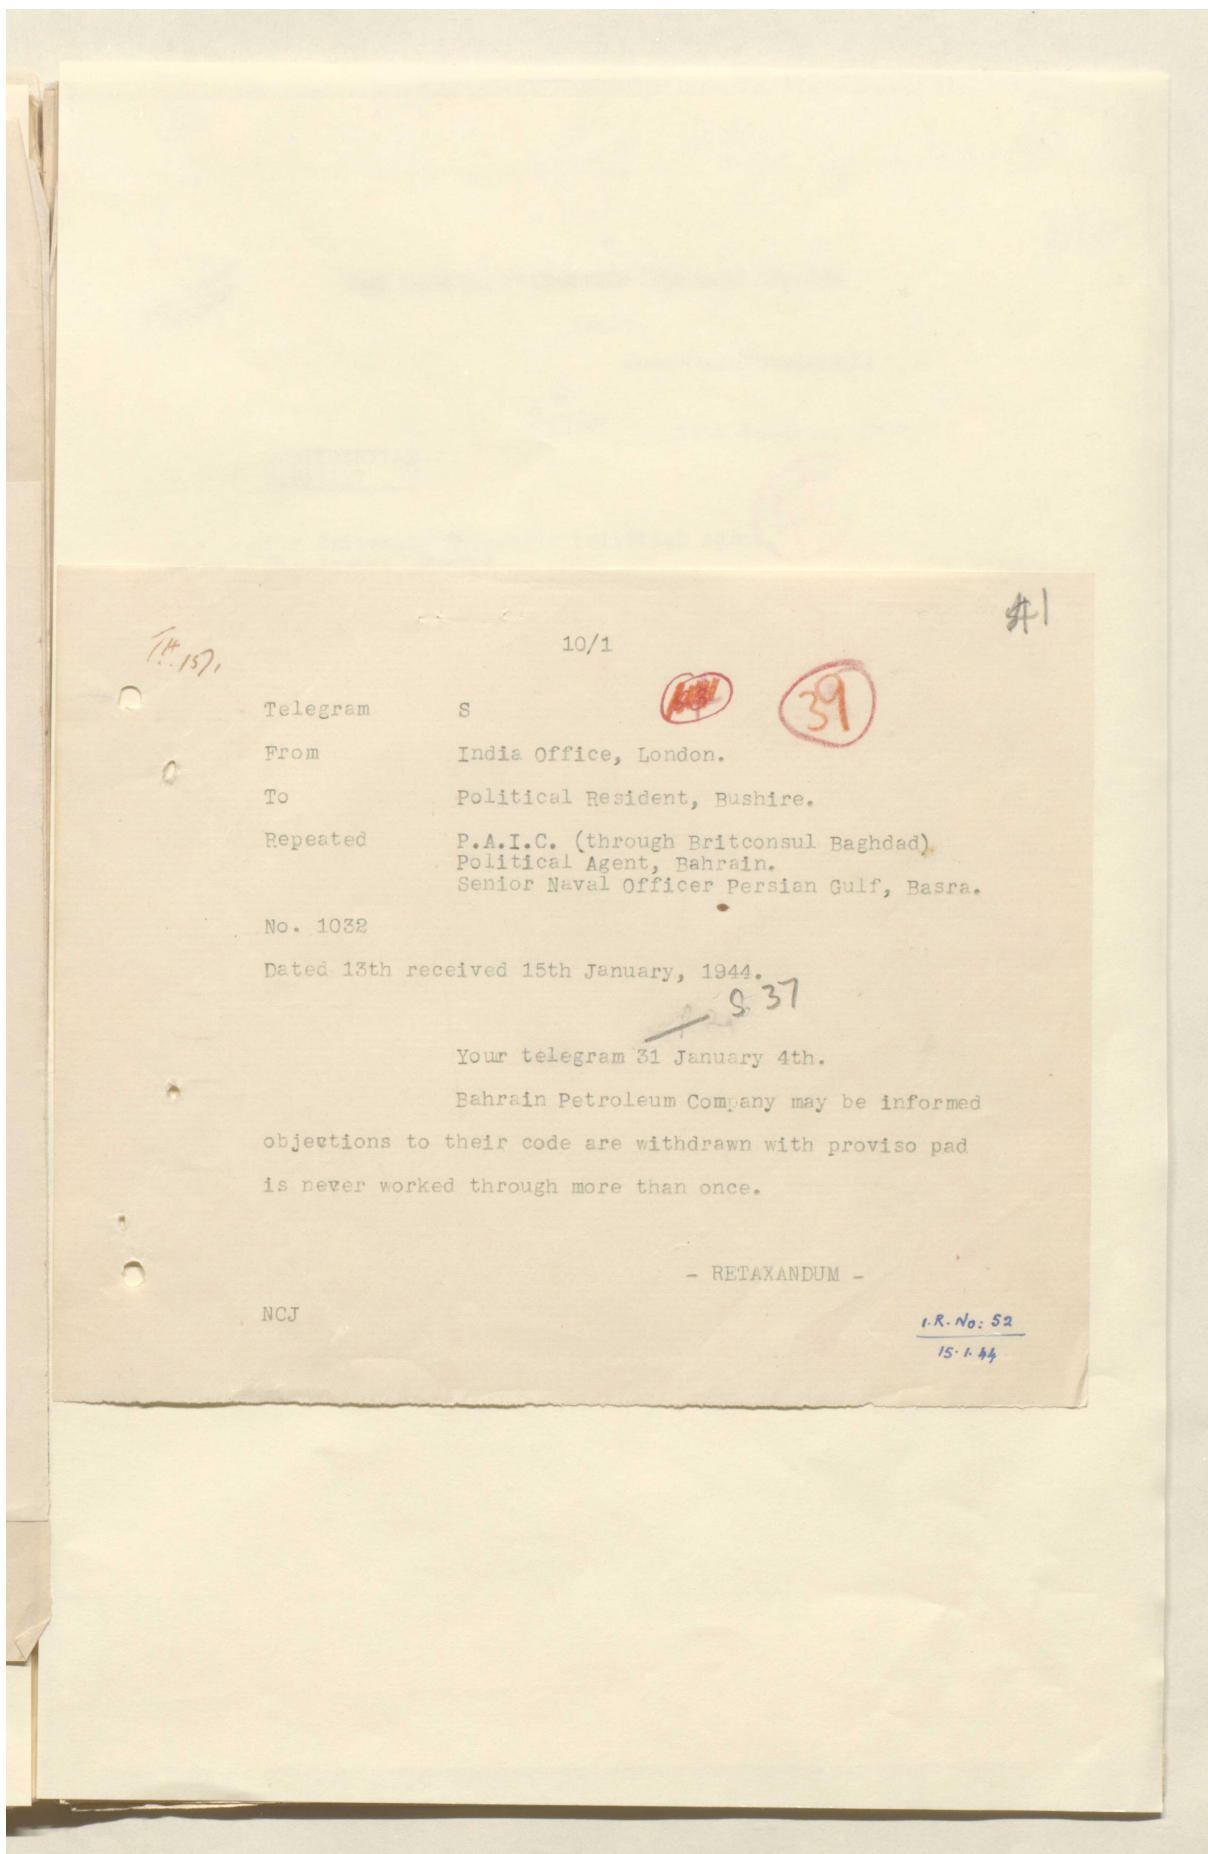 41
10/1
TH. 15/1
39
Telegram S
From India Office, London.
To Political Resident, Bushire.
Repeated P.A.I.C. (through Britconsul Baghdad)
Political Agent, Bahrain.
Senior Naval Officer Persian Gulf, Basra.
No. 1032
Dated 13th received 15th January, 1944.
S. 37
Your telegram 31 January 4th.
Bahrain Petroleum Company may be informed
objections to their code are withdrawn with proviso pad
is never worked through more than once.
- RETAXANDUM -
NCJ
I.R. No: 52
15.1.44